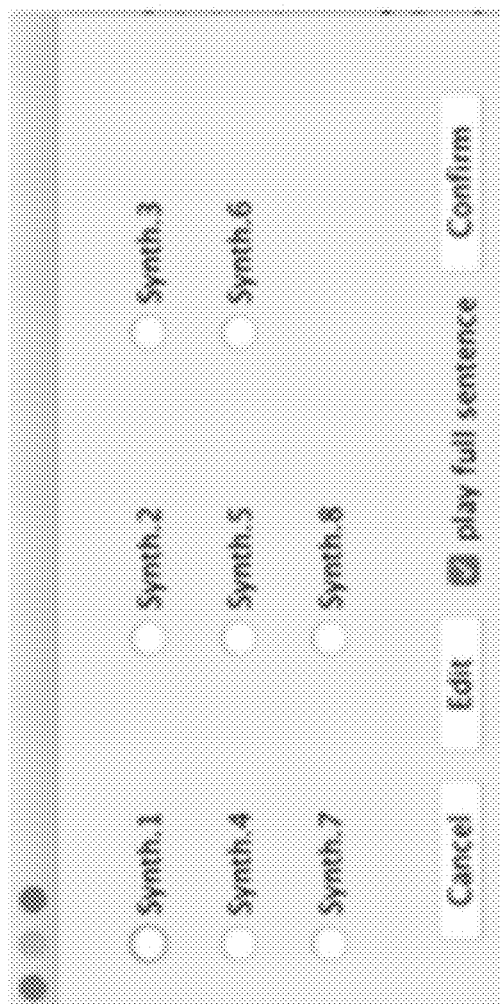 Synth.1 Synth.2 Synth.3
Synth.4 Synth.5 Synth.6
Synth.7 Synth.8
Cancel Edit play full sentence Confirm